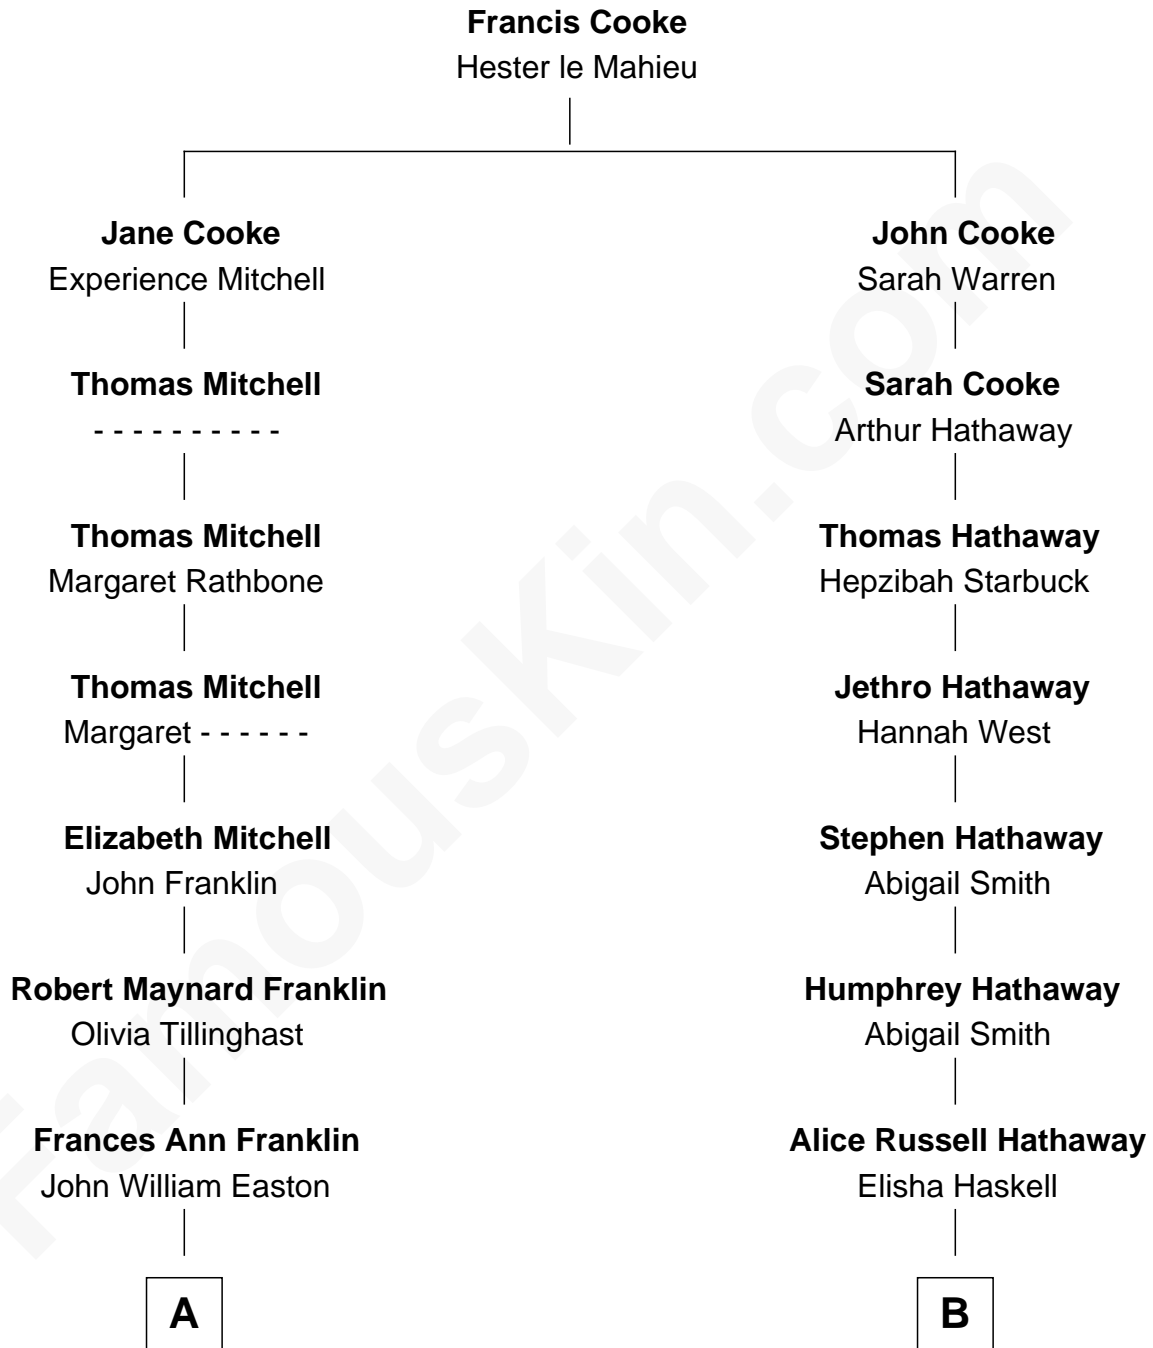 Francis Cooke
Hester le Mahieu
Jane Cooke
Experience Mitchell
John Cooke
Sarah Warren
Thomas Mitchell
- - - - - - - - - -
Sarah Cooke
Arthur Hathaway
Thomas Mitchell
Margaret Rathbone
Thomas Hathaway
Hepzibah Starbuck
Thomas Mitchell
Margaret - - - - - -
Jethro Hathaway
Hannah West
Elizabeth Mitchell
John Franklin
Stephen Hathaway
Abigail Smith
Robert Maynard Franklin
Olivia Tillinghast
Humphrey Hathaway
Abigail Smith
Frances Ann Franklin
John William Easton
Alice Russell Hathaway
Elisha Haskell
A
B
FamousKin.com